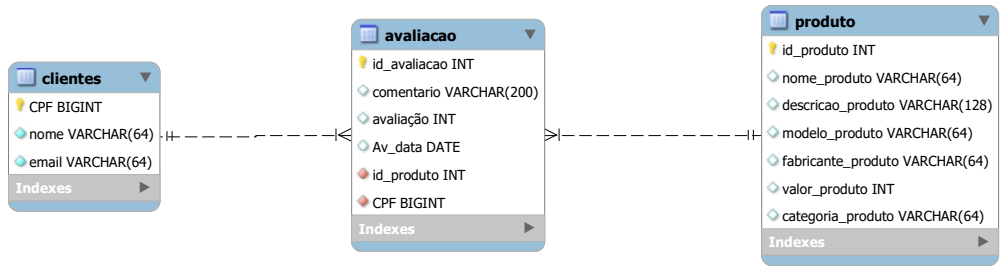 clientes
CPF BIGINT
nome VARCHAR(64)
email VARCHAR(64)
Indexes
avaliacao
id_avaliacao INT
comentario VARCHAR(200)
avaliação INT
Av_data DATE
id_produto INT
CPF BIGINT
Indexes
produto
id_produto INT
nome_produto VARCHAR(64)
descricao_produto VARCHAR(128)
modelo_produto VARCHAR(64)
fabricante_produto VARCHAR(64)
valor_produto INT
categoria_produto VARCHAR(64)
Indexes